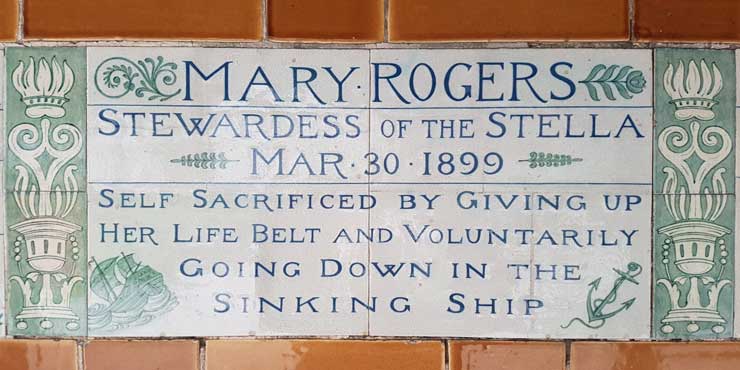 MARY·ROGERS
STEWARDESS OF THE STELLA
MAR·30·1899
SELF SACRIFICED BY GIVING UP
HER LIFE BELT AND VOLUNTARILY
GOING DOWN IN THE
SINKING SHIP